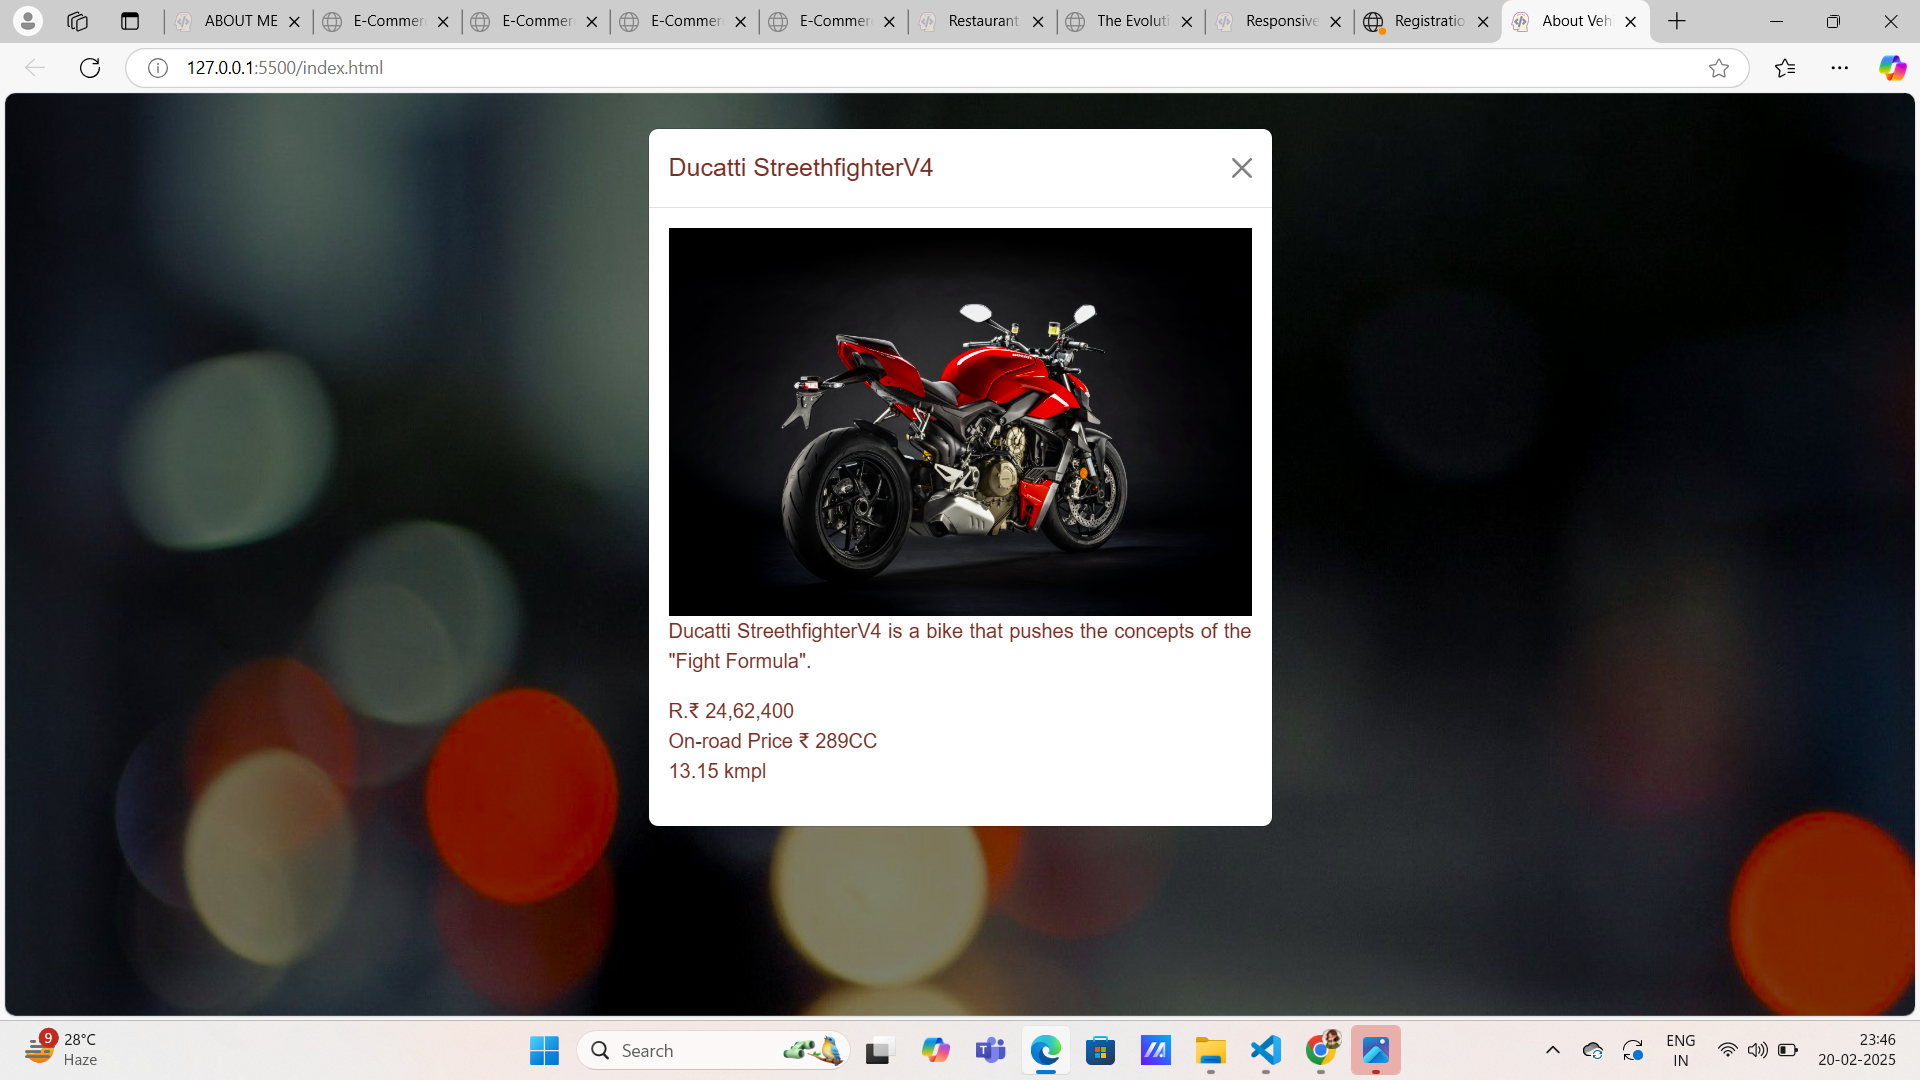 ABOUT ME
E-Commer
E-Commer
E-Commer
E-Commer
Restaurant
The Evoluti
Responsive
Registratio
About Veh
127.0.0.1:5500/index.html
Ducatti StreethfighterV4
Ducatti StreethfighterV4 is a bike that pushes the concepts of the
"Fight Formula".
R.₹ 24,62,400
On-road Price ₹ 289CC
13.15 kmpl
9
28°C
Haze
Search
ENG
IN
23:46
20-02-2025